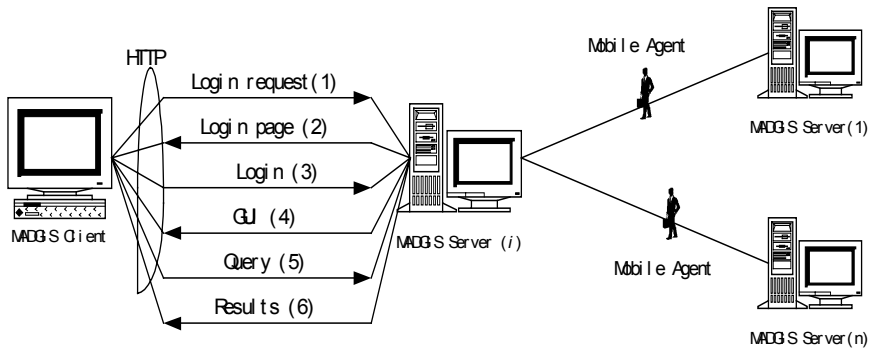 HTTP
Login request (1)
Login page (2)
Login (3)
GUI (4)
Query (5)
Results (6)
MADGIS Client
MADGIS Server (i)
Mobile Agent
Mobile Agent
MADGIS Server (1)
MADGIS Server (n)